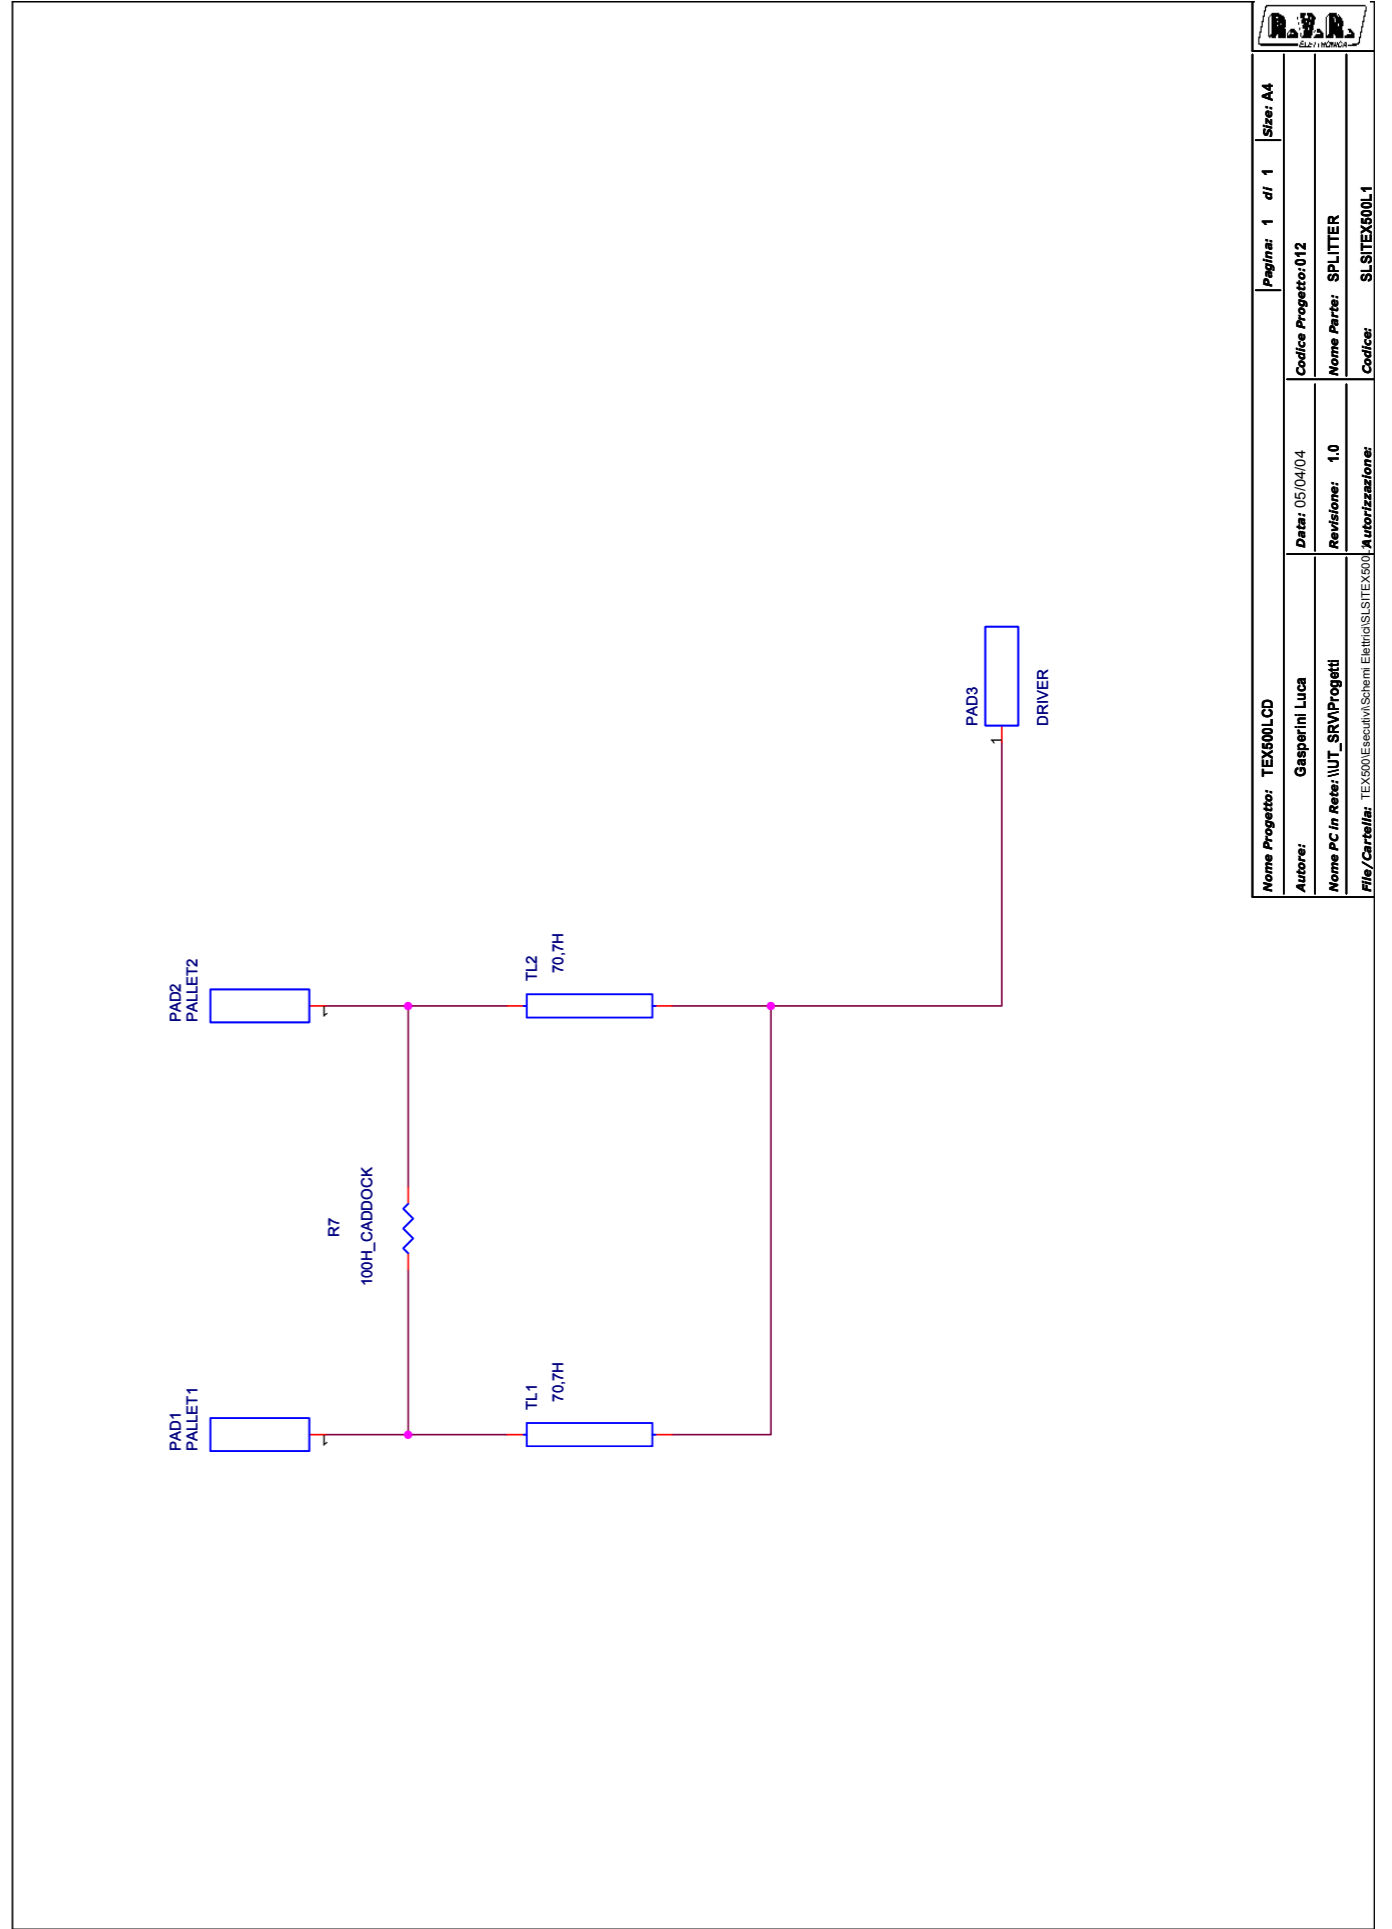 PAD1
PALLET1
1
PAD2
PALLET2
1
R7
100H_CADDOCK
TL1
70,7H
TL2
70,7H
PAD3
1
DRIVER
Nome Progetto: TEX500LCD Pagina: 1 di 1 Size: A4
Autore: Gasperini Luca Data: 05/04/04 Codice Progetto:012
Nome PC in Rete: \\UT_SRV\Progetti Revisione: 1.0 Nome Parte: SPLITTER
File/Cartella: TEX500\Esecutivi\Schemi Elettrici\SLSITEX500L1 Autorizzazione: Codice: SLSITEX500L1
R.V.R.
ELETTRONICA